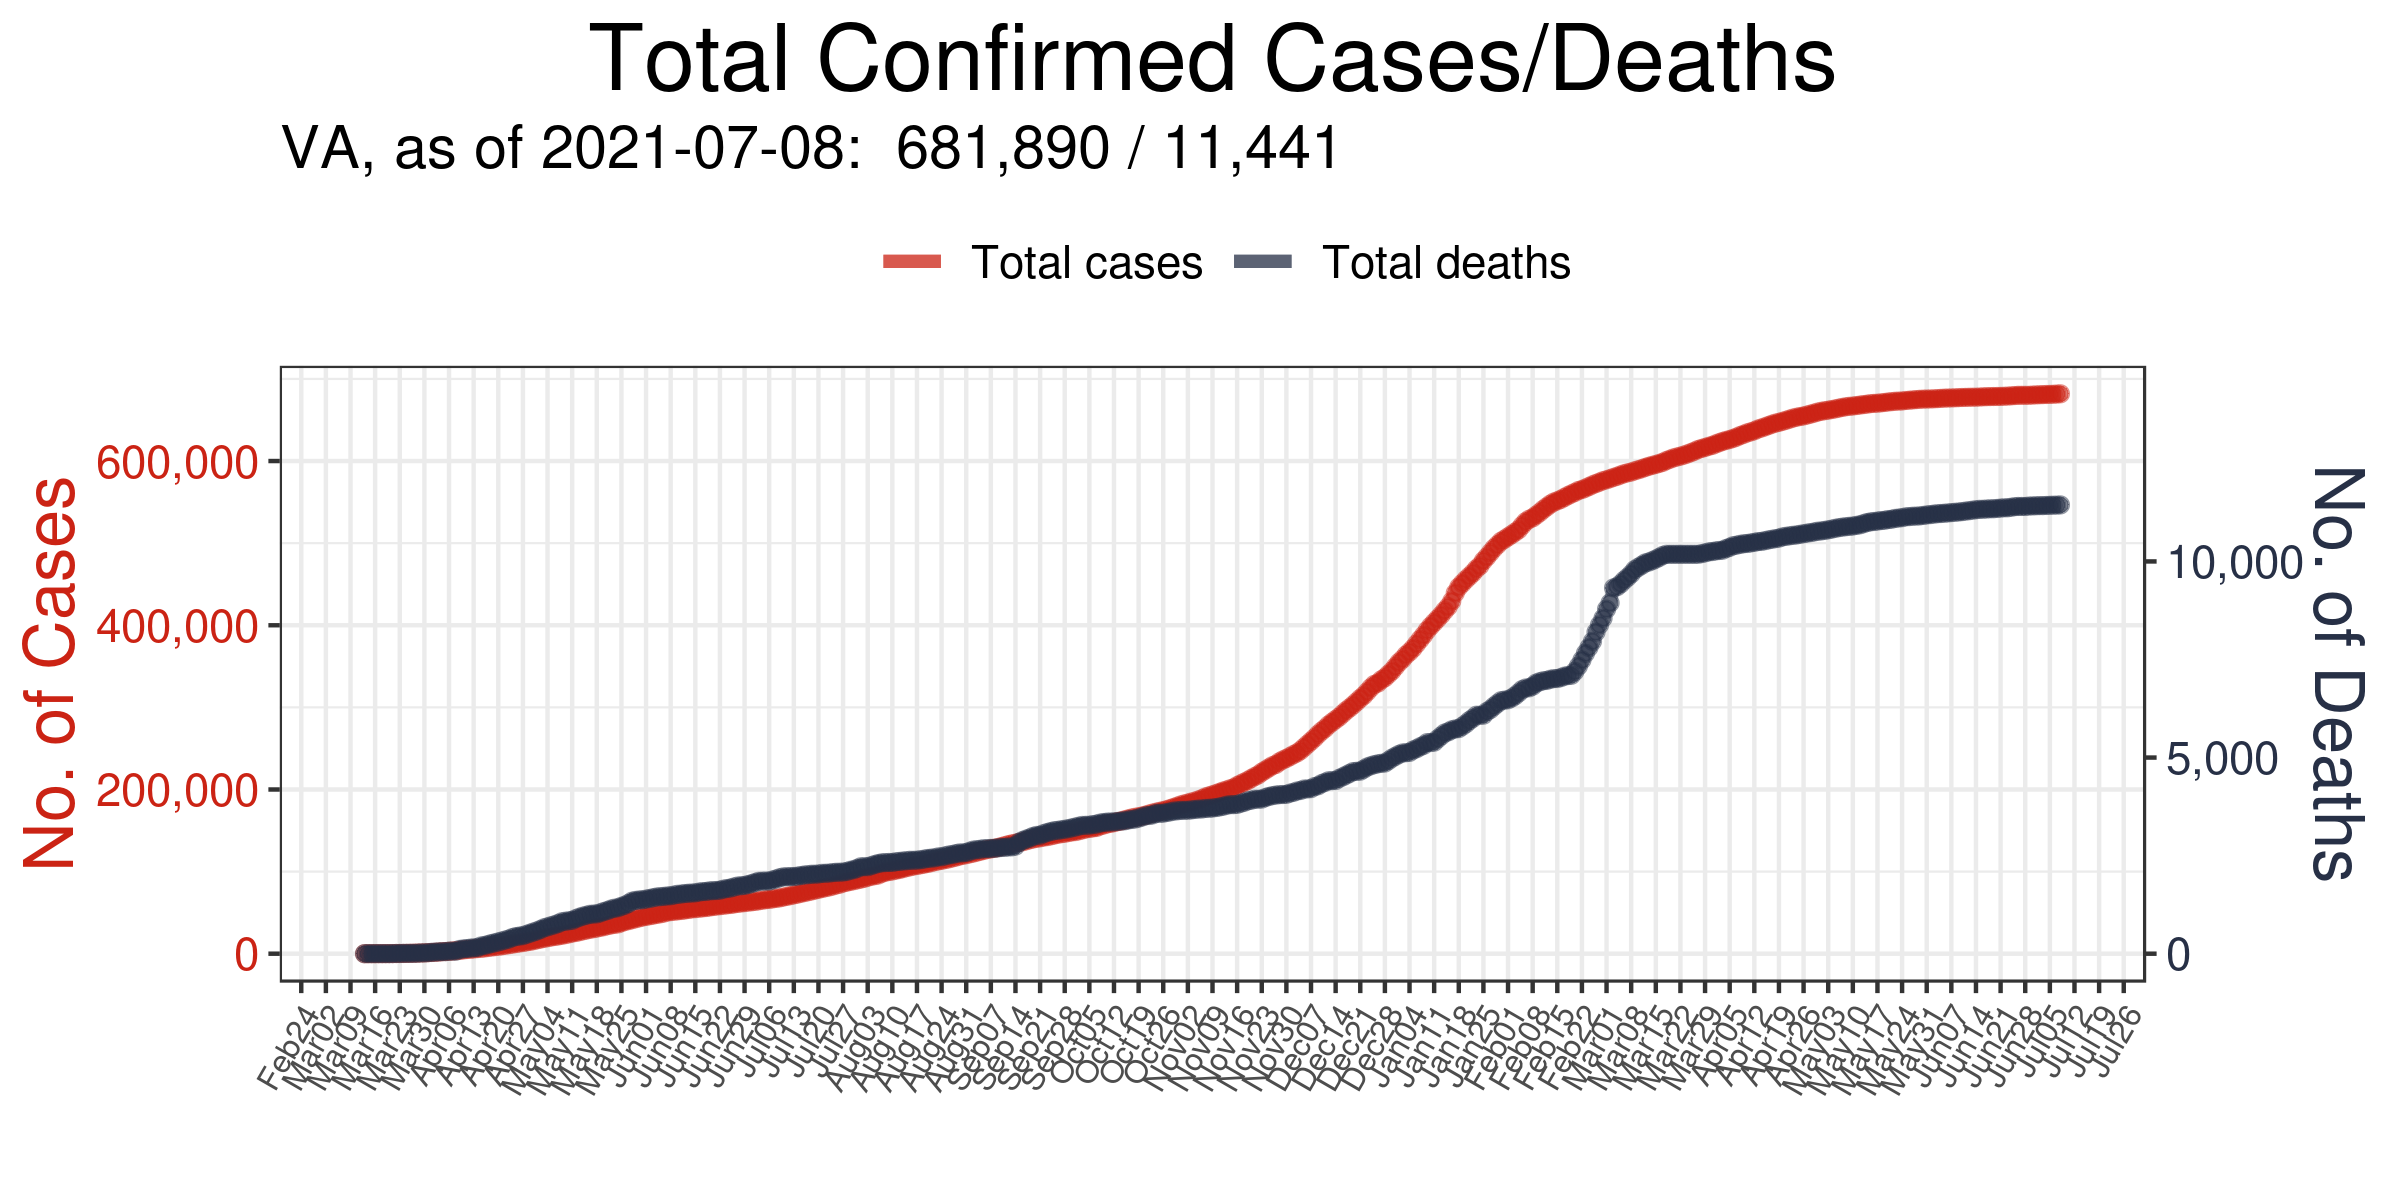 Total Confirmed Cases/Deaths
VA, as of 2021-07-08:  681,890 / 11,441
Total cases
Total deaths
No. of Cases
600,000
400,000
200,000
0
No. of Deaths
10,000
5,000
0
Feb24
Mar02
Mar09
Mar16
Mar23
Mar30
Apr06
Apr13
Apr20
Apr27
May04
May11
May18
May25
Jun01
Jun08
Jun15
Jun22
Jun29
Jul06
Jul13
Jul20
Jul27
Aug03
Aug10
Aug17
Aug24
Aug31
Sep07
Sep14
Sep21
Sep28
Oct05
Oct12
Oct19
Oct26
Nov02
Nov09
Nov16
Nov23
Nov30
Dec07
Dec14
Dec21
Dec28
Jan04
Jan11
Jan18
Jan25
Feb01
Feb08
Feb15
Feb22
Mar01
Mar08
Mar15
Mar22
Mar29
Apr05
Apr12
Apr19
Apr26
May03
May10
May17
May24
May31
Jun07
Jun14
Jun21
Jun28
Jul05
Jul12
Jul19
Jul26